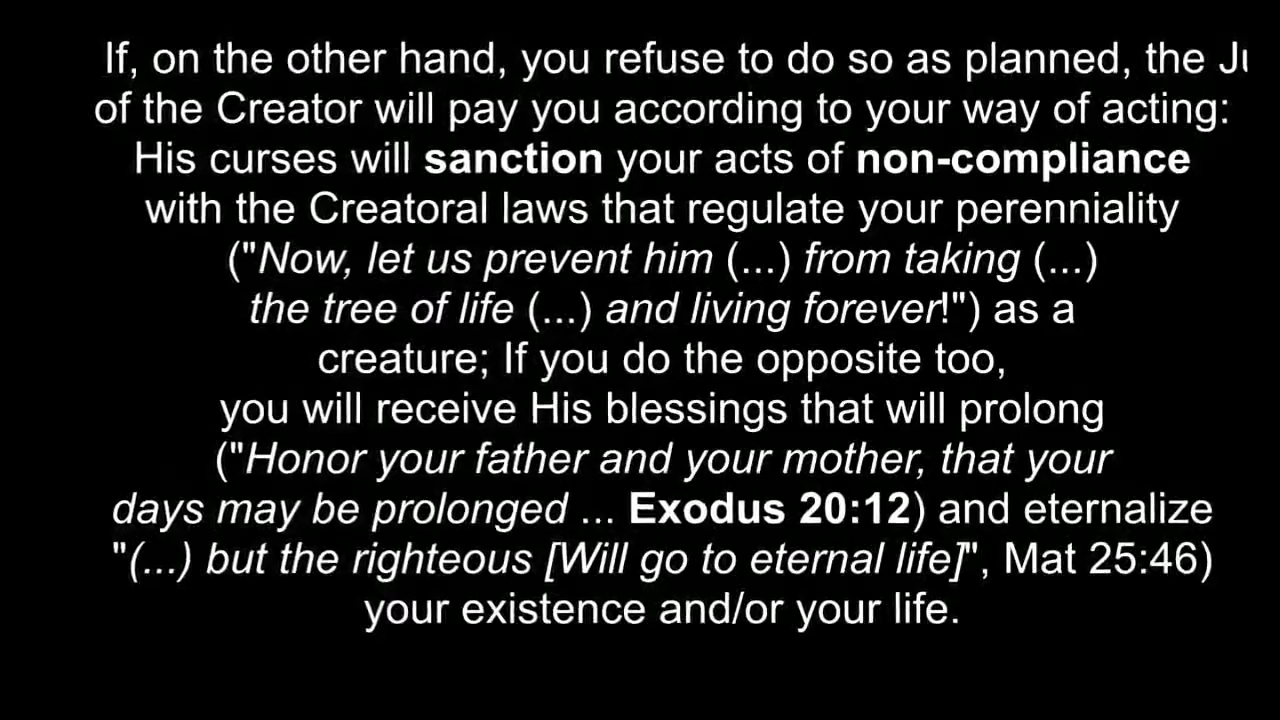 If, on the other hand, you refuse to do so as planned, the
of the Creator will pay you according to your way of acting:
His curses will sanction your acts of non-compliance
with the Creatoral laws that regulate your perenniality
("Now, let us prevent him (...) from taking (...)
the tree of life (...) and living forever!") as a
creature; If you do the opposite too,
you will receive His blessings that will prolong
("Honor your father and your mother, that your
days may be prolonged ... Exodus 20:12) and eternalize
"(...) but the righteous [Will go to eternal life]", Mat 25:46)
your existence and/or your life.